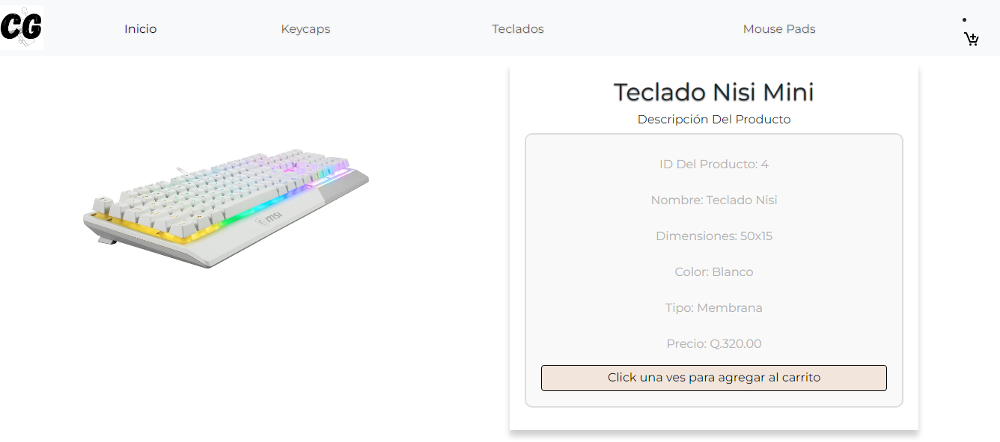 CG
Inicio
Keycaps
Teclados
Mouse Pads
Teclado Nisi Mini
Descripción Del Producto
msi
ID Del Producto: 4
Nombre: Teclado Nisi
Dimensiones: 50x15
Color: Blanco
Tipo: Membrana
Precio: Q.320.00
Click una ves para agregar al carrito